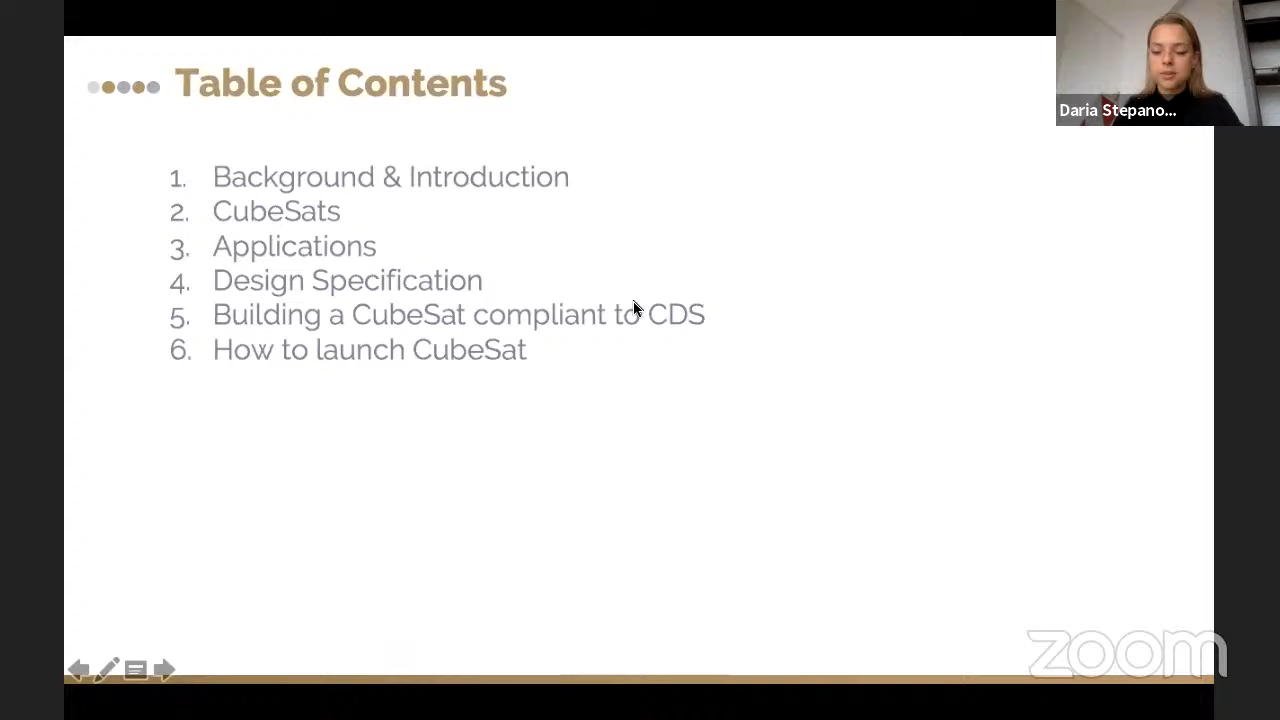 Table of Contents
Daria Stepano...
1. Background & Introduction
2. CubeSats
3. Applications
4. Design Specification
5. Building a CubeSat compliant to CDS
6. How to launch CubeSat
zoom